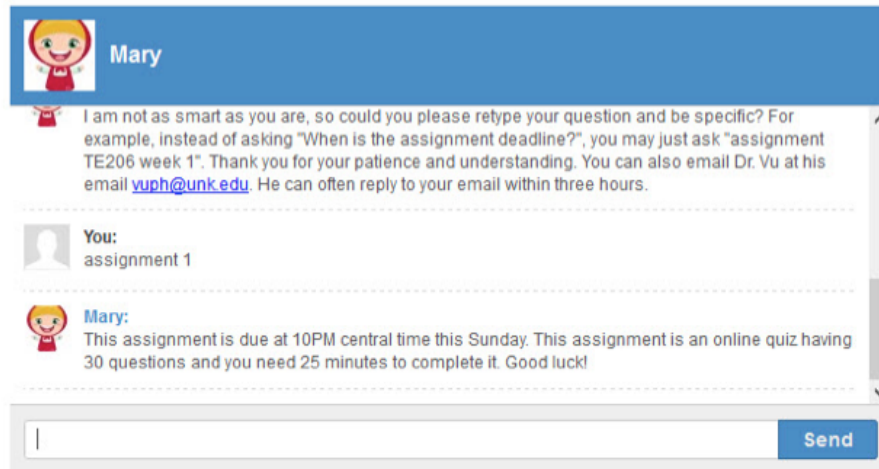 Mary
I am not as smart as you are, so could you please retype your question and be specific? For
example, instead of asking "When is the assignment deadline?", you may just ask "assignment
TE206 week 1". Thank you for your patience and understanding. You can also email Dr. Vu at his
email vuph@unk.edu. He can often reply to your email within three hours.
You:
assignment 1
Mary:
This assignment is due at 10PM central time this Sunday. This assignment is an online quiz having
30 questions and you need 25 minutes to complete it. Good luck!
Send